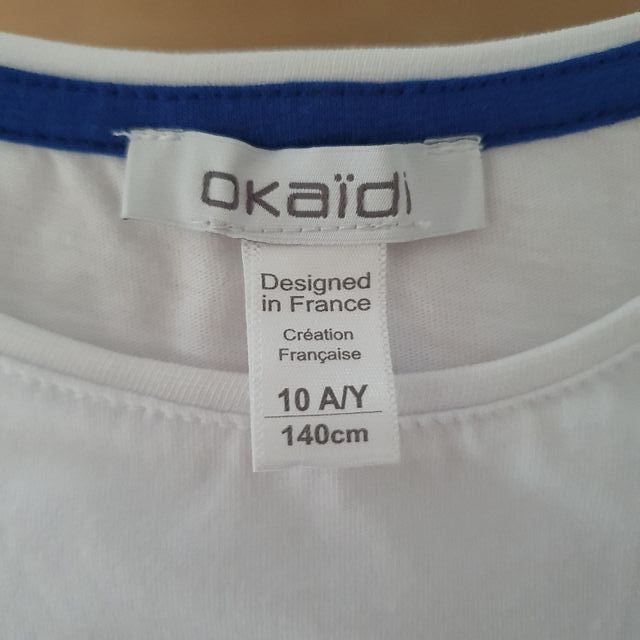 okaïdi
Designed
in France
Création
Française
10 A/Y
140cm